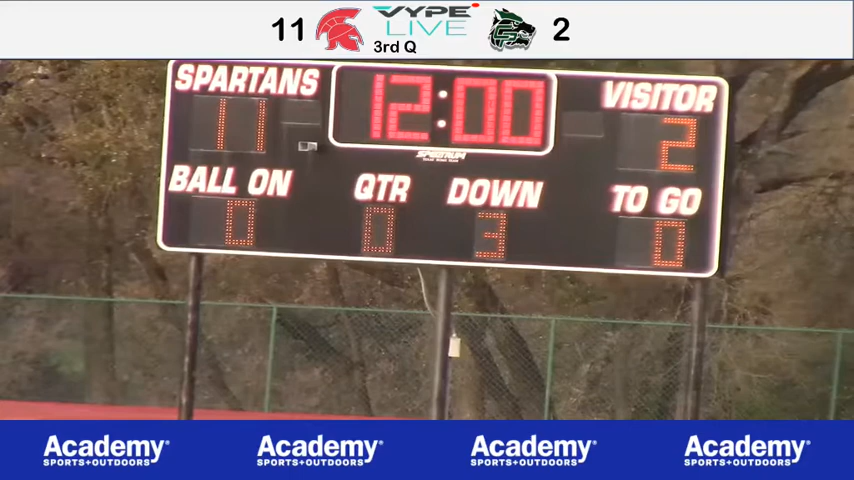 11 VYPE LIVE 2
3rd Q
SPARTANS 12:00 VISITOR
11 2
SPECTRUM
BALL ON QTR DOWN TO GO
0 0 3 0
Academy Academy Academy Academy
SPORTS+OUTDOORS SPORTS+OUTDOORS SPORTS+OUTDOORS SPORTS+OUTDOORS